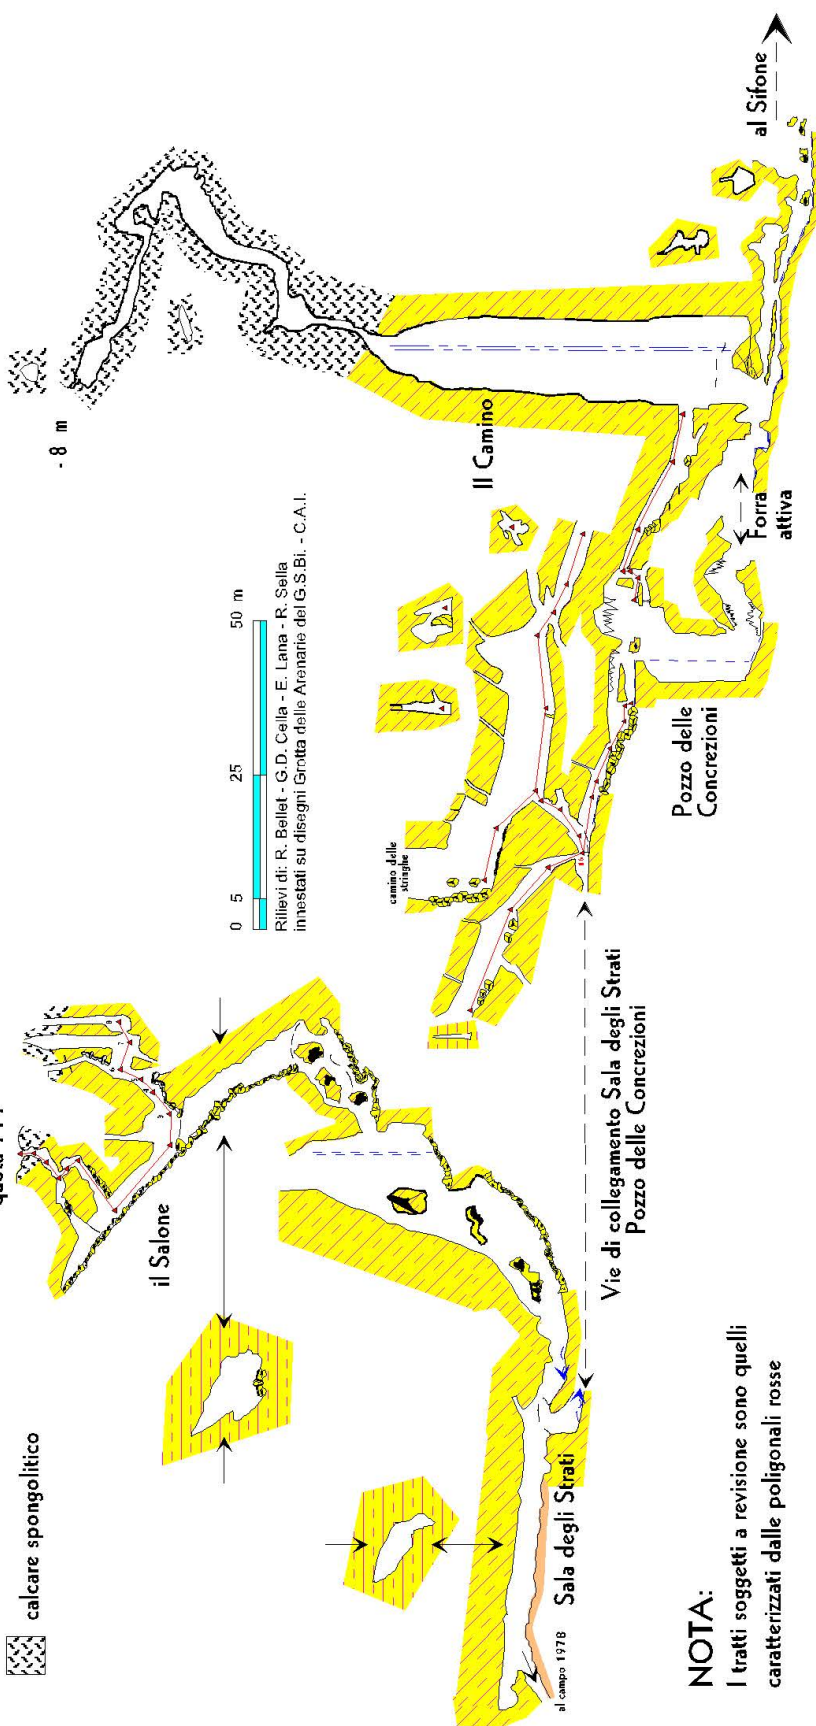 calcare spongolitico
il Salone
- 8 m
0 5 25 50 m
Rilievi di: R. Bellet - G.D. Cella - E. Lana - R. Sella
innestati su disegni Grotta delle Arenarie del G.S.Bi. - C.A.I.
Il Camino
al Sifone
Forra
attiva
camino delle
stringhe
Pozzo delle
Concrezioni
Vie di collegamento Sala degli Strati
Pozzo delle Concrezioni
Sala degli Strati
al campo 1978
NOTA:
I tratti soggetti a revisione sono quelli
caratterizzati dalle poligonali rosse